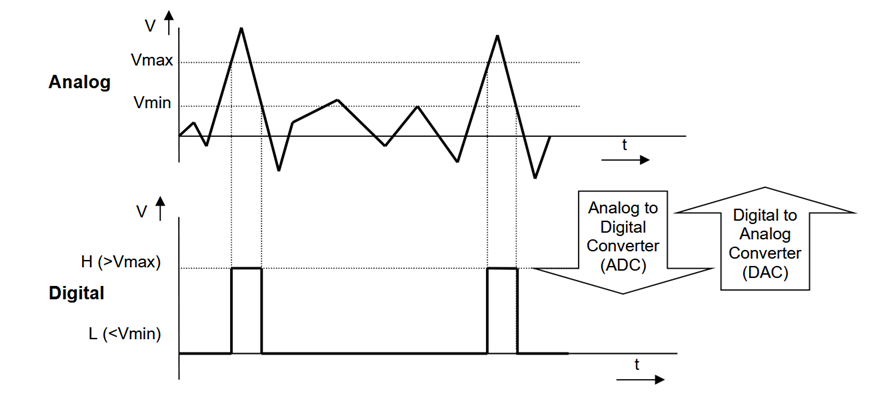 V
Vmax
Analog
Vmin
t
V
Analog to
Digital
Converter
(ADC)
Digital to
Analog
Converter
(DAC)
H (>Vmax)
Digital
L (<Vmin)
t